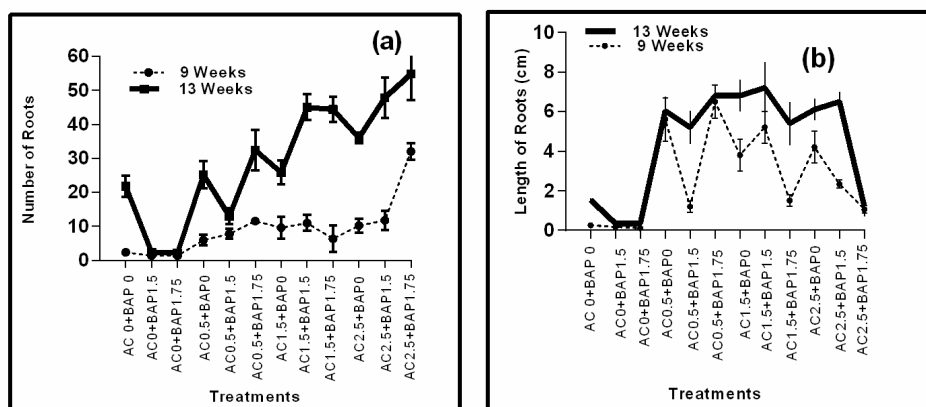 (a)
9 Weeks
13 Weeks
Number of Roots
60
50
40
30
20
10
0
AC 0+BAP 0
AC0+BAP1.5
AC0+BAP1.75
AC0.5+BAP0
AC0.5+BAP1.5
AC0.5+BAP1.75
AC1.5+BAP0
AC1.5+BAP1.5
AC1.5+BAP1.75
AC2.5+BAP0
AC2.5+BAP1.5
AC2.5+BAP1.75
Treatments
(b)
13 Weeks
9 Weeks
Length of Roots (cm)
10
8
6
4
2
0
AC 0+BAP 0
AC0+BAP1.5
AC0+BAP1.75
AC0.5+BAP0
AC0.5+BAP1.5
AC0.5+BAP1.75
AC1.5+BAP0
AC1.5+BAP1.5
AC1.5+BAP1.75
AC2.5+BAP0
AC2.5+BAP1.5
AC2.5+BAP1.75
Treatments